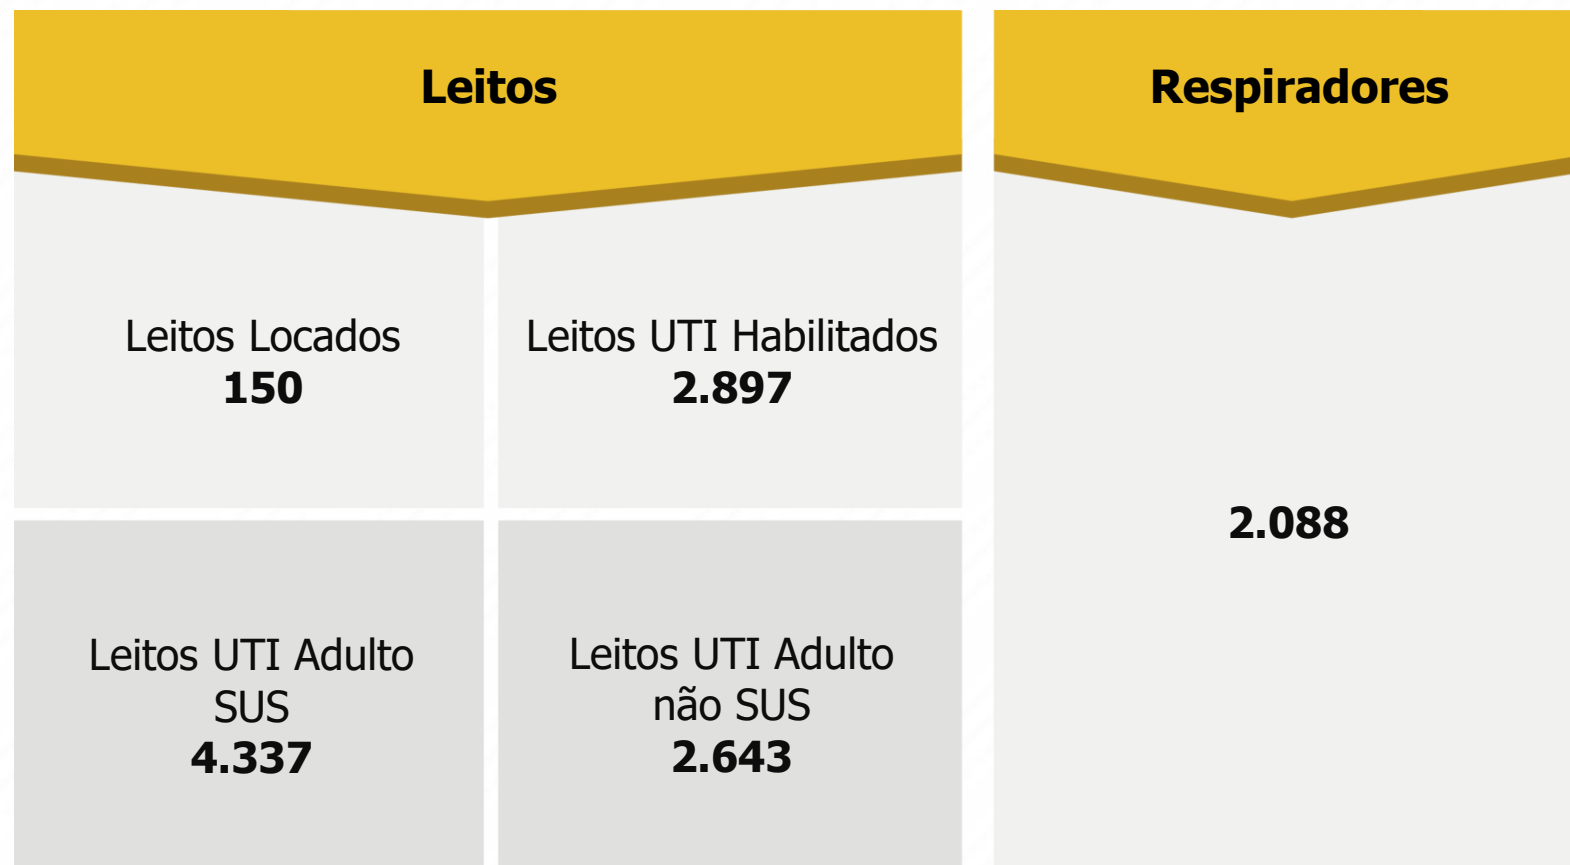 Leitos
Respiradores
Leitos Locados
150
Leitos UTI Habilitados
2.897
2.088
Leitos UTI Adulto
SUS
4.337
Leitos UTI Adulto
não SUS
2.643